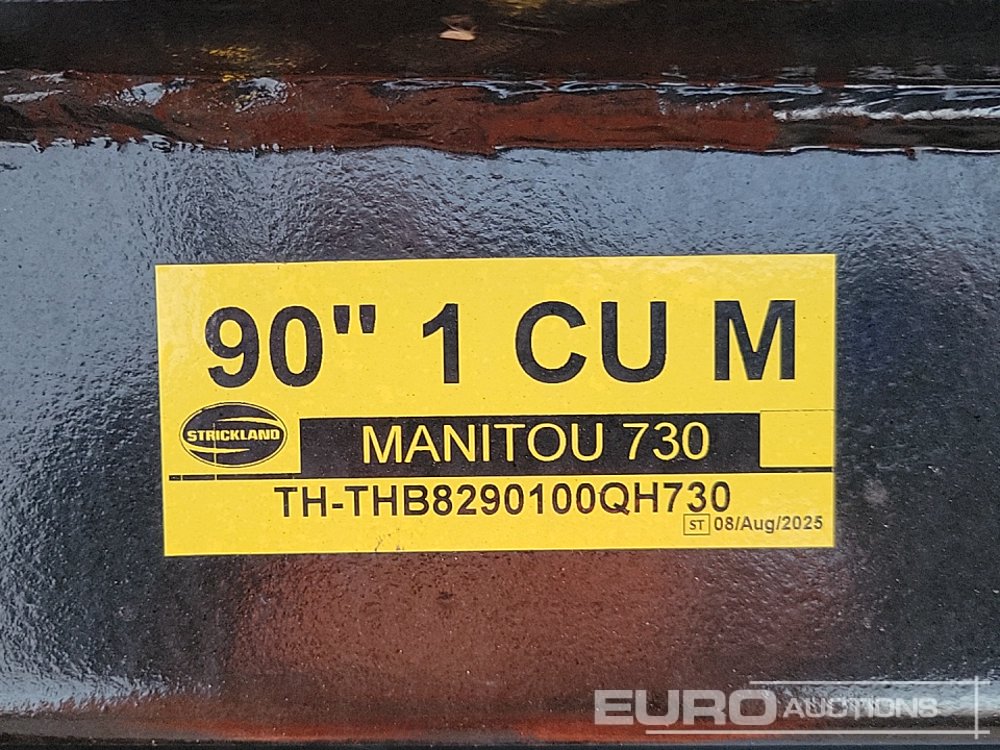 90" 1 CU M
STRICKLAND
MANITOU 730
TH-THB8290100QH730
ST 08/Aug/2025
EURO AUCTIONS